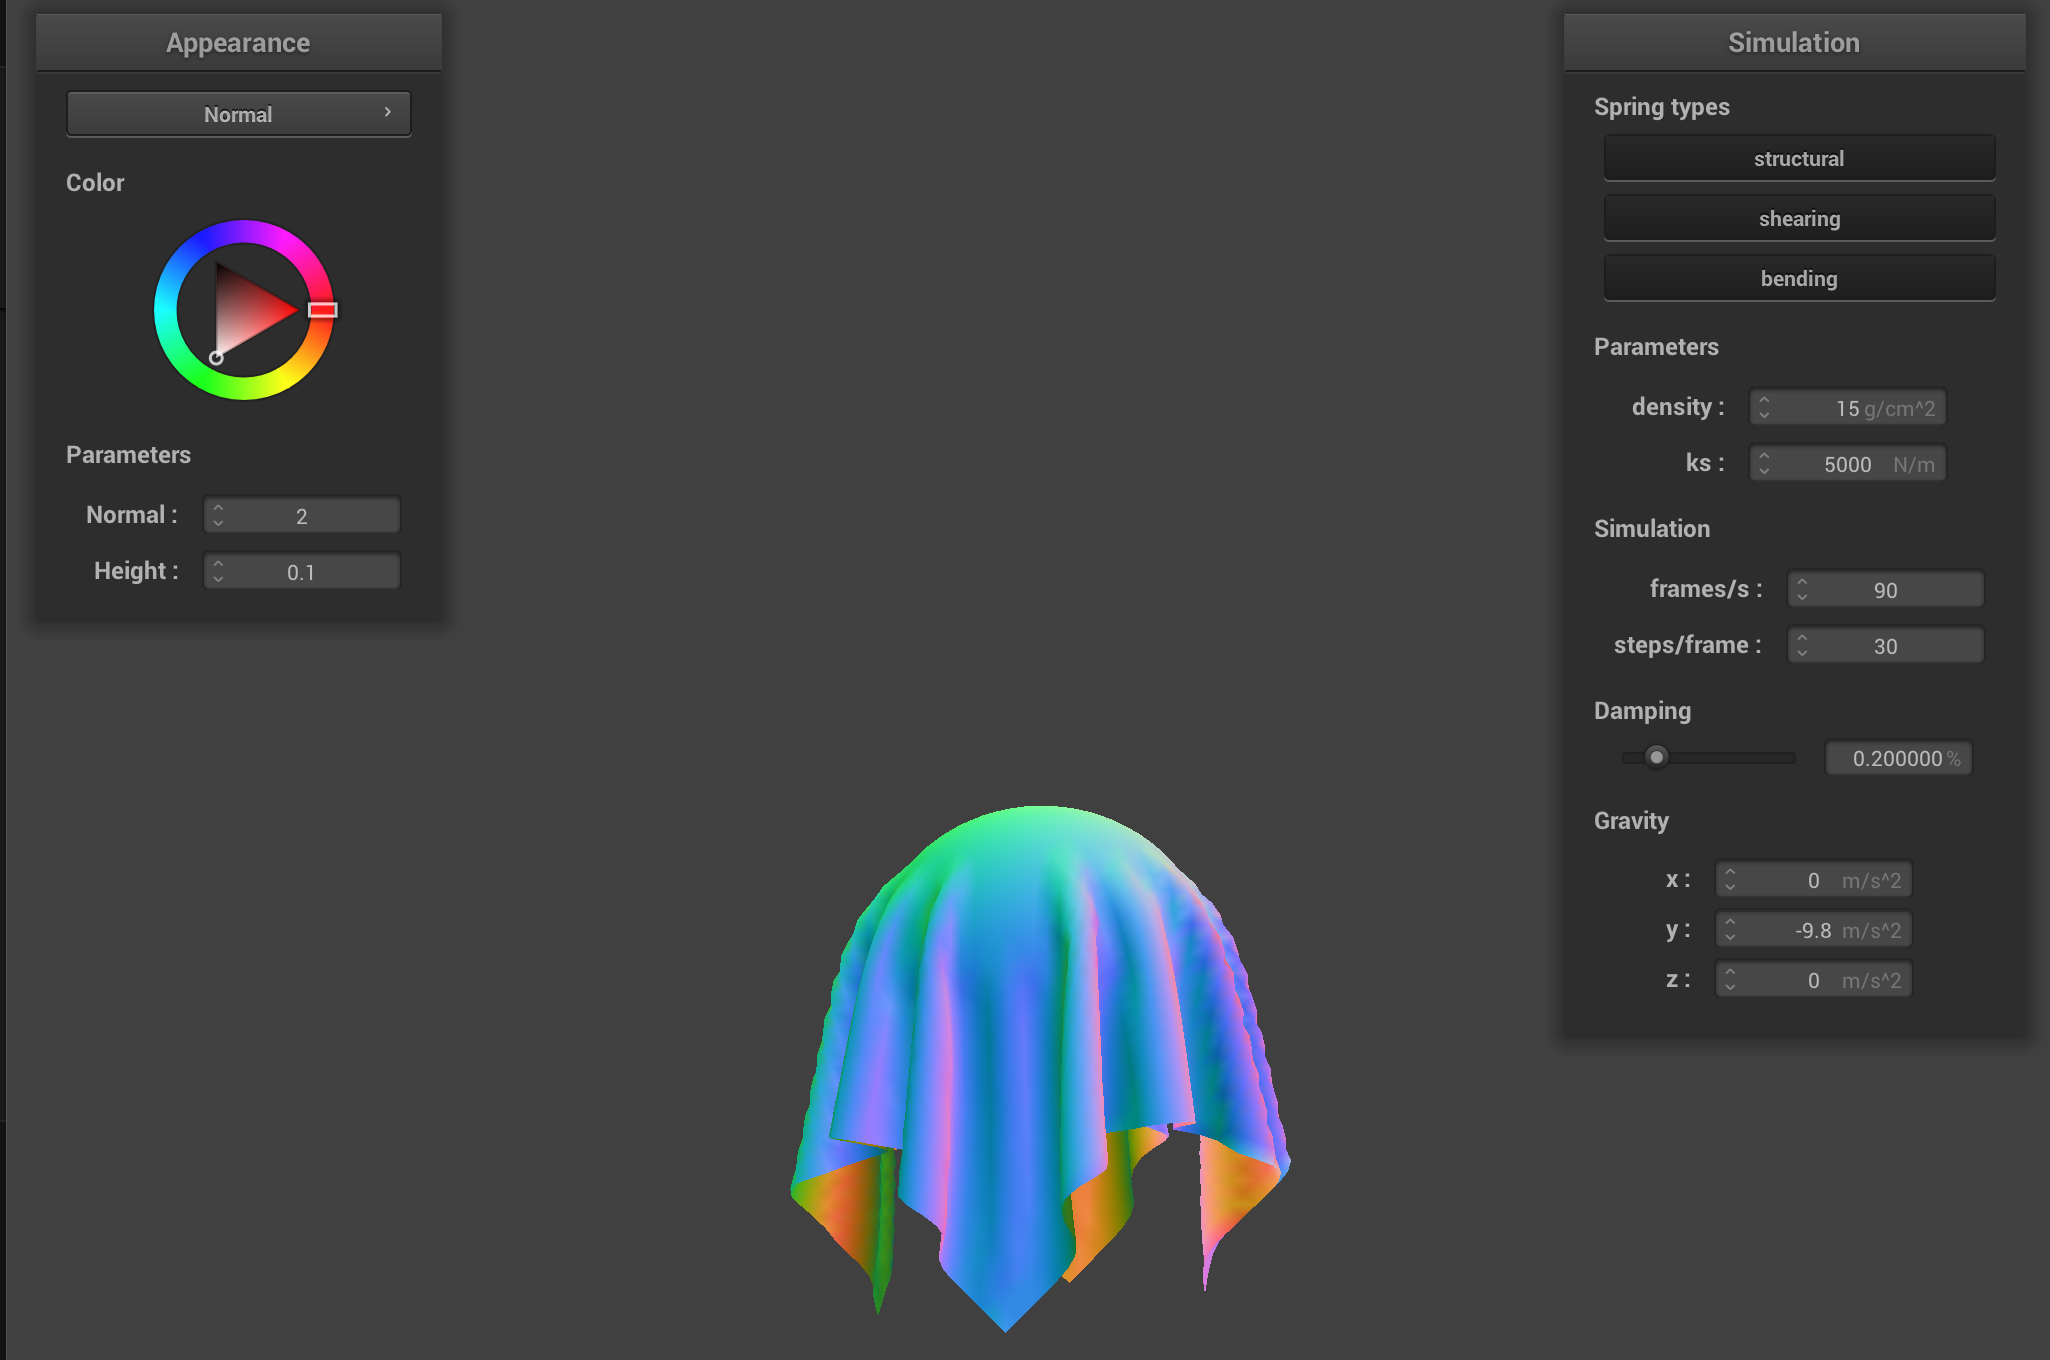 Appearance
Normal
Color
Parameters
Normal : 2
Height : 0.1
Simulation
Spring types
structural
shearing
bending
Parameters
density : 15 g/cm^2
ks : 5000 N/m
Simulation
frames/s : 90
steps/frame : 30
Damping
0.200000 %
Gravity
x : 0 m/s^2
y : -9.8 m/s^2
z : 0 m/s^2